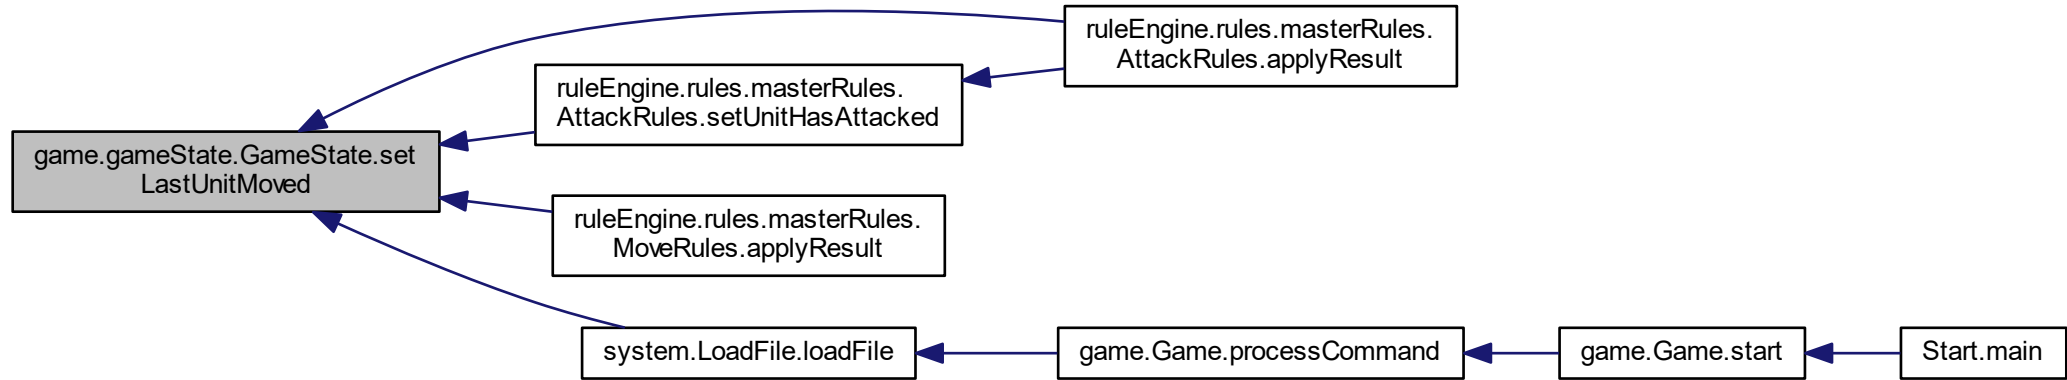 ruleEngine.rules.masterRules.
AttackRules.applyResult
ruleEngine.rules.masterRules.
AttackRules.setUnitHasAttacked
game.gameState.GameState.set
LastUnitMoved
ruleEngine.rules.masterRules.
MoveRules.applyResult
system.LoadFile.loadFile
game.Game.processCommand
game.Game.start
Start.main